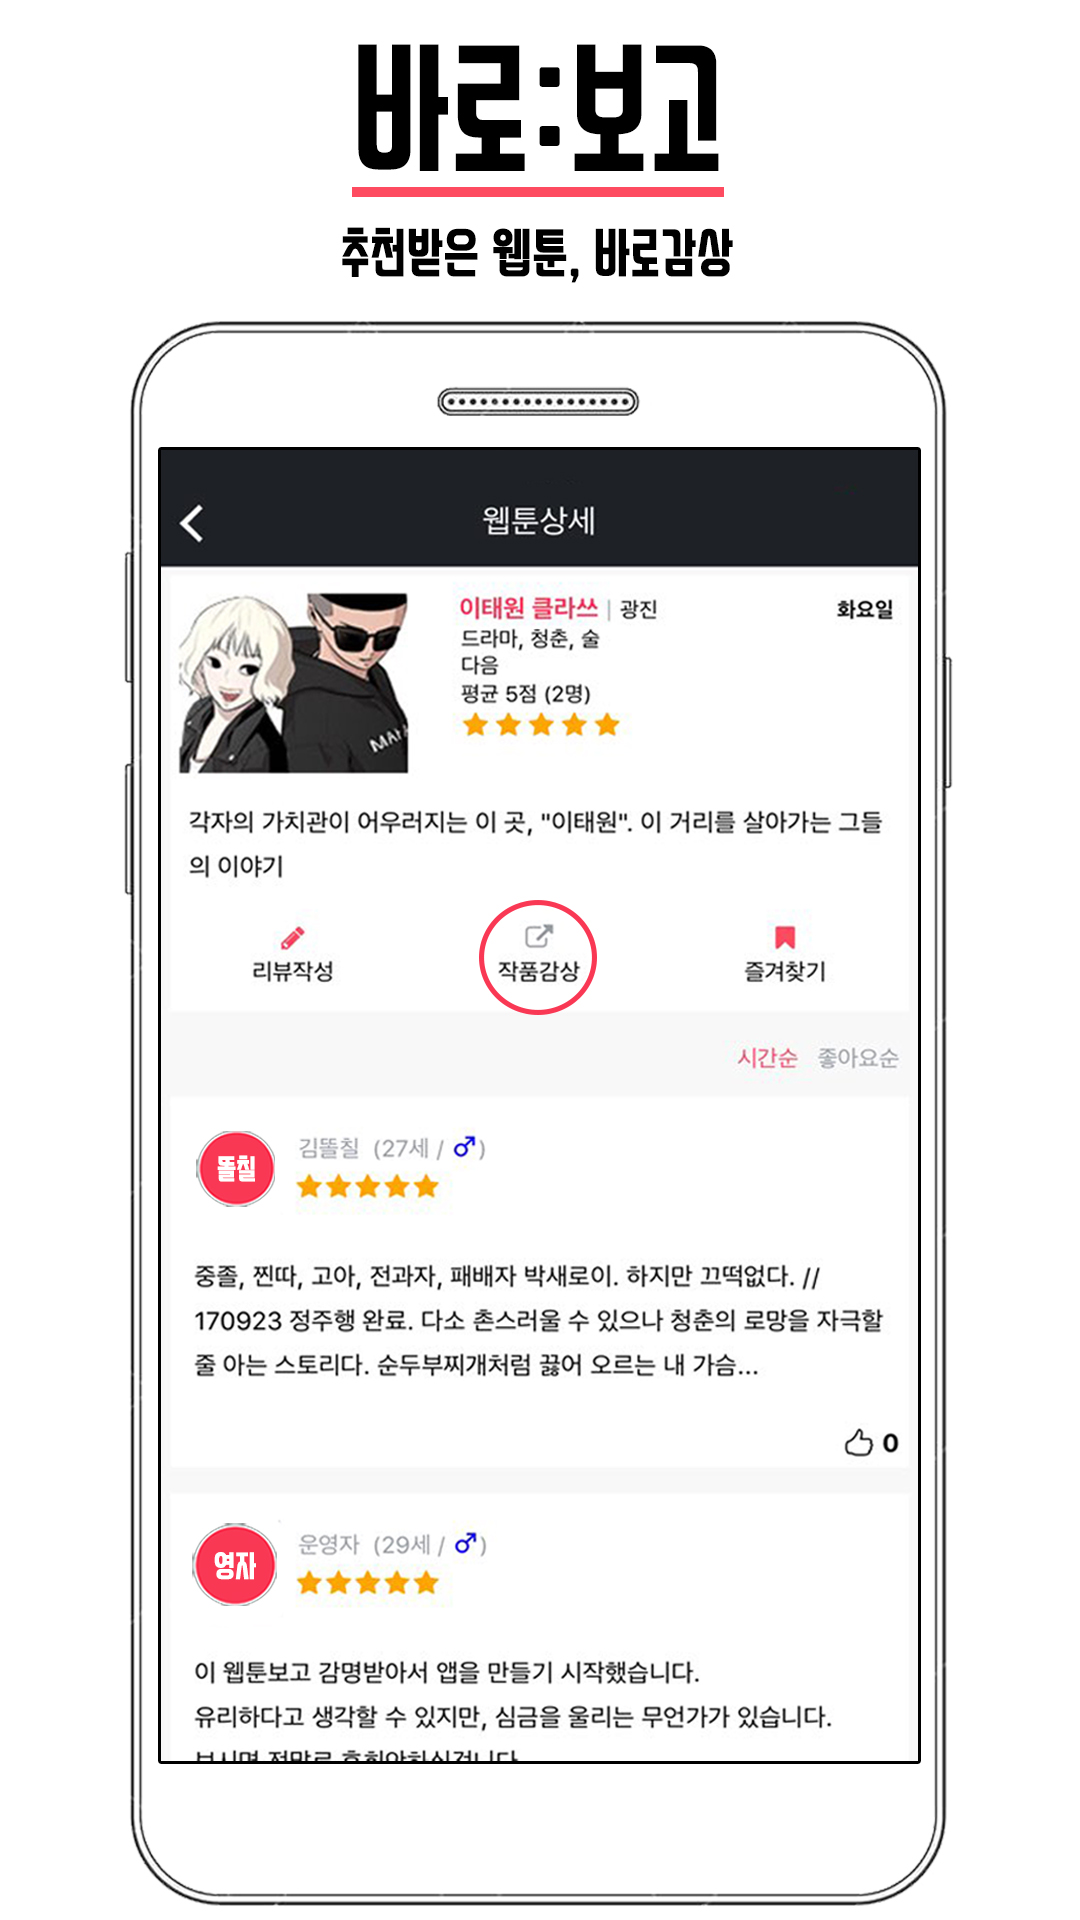 바로:보고
추천받은 웹툰, 바로감상
웹툰상세
이태원 클라쓰 | 광진
화요일
드라마, 청춘, 술
다음
평균 5점 (2명)
각자의 가치관이 어우러지는 이 곳, "이태원". 이 거리를 살아가는 그들
의 이야기
리뷰작성
작품감상
즐겨찾기
시간순 좋아요순
똘칠
김똘칠 (27세 / ♂)
중졸, 찐따, 고아, 전과자, 패배자 박새로이. 하지만 끄떡없다. //
170923 정주행 완료. 다소 촌스러울 수 있으나 청춘의 로망을 자극할
줄 아는 스토리다. 순두부찌개처럼 끓어 오르는 내 가슴...
0
영자
운영자 (29세 / ♂)
이 웹툰보고 감명받아서 앱을 만들기 시작했습니다.
유리하다고 생각할 수 있지만, 심금을 울리는 무언가가 있습니다.